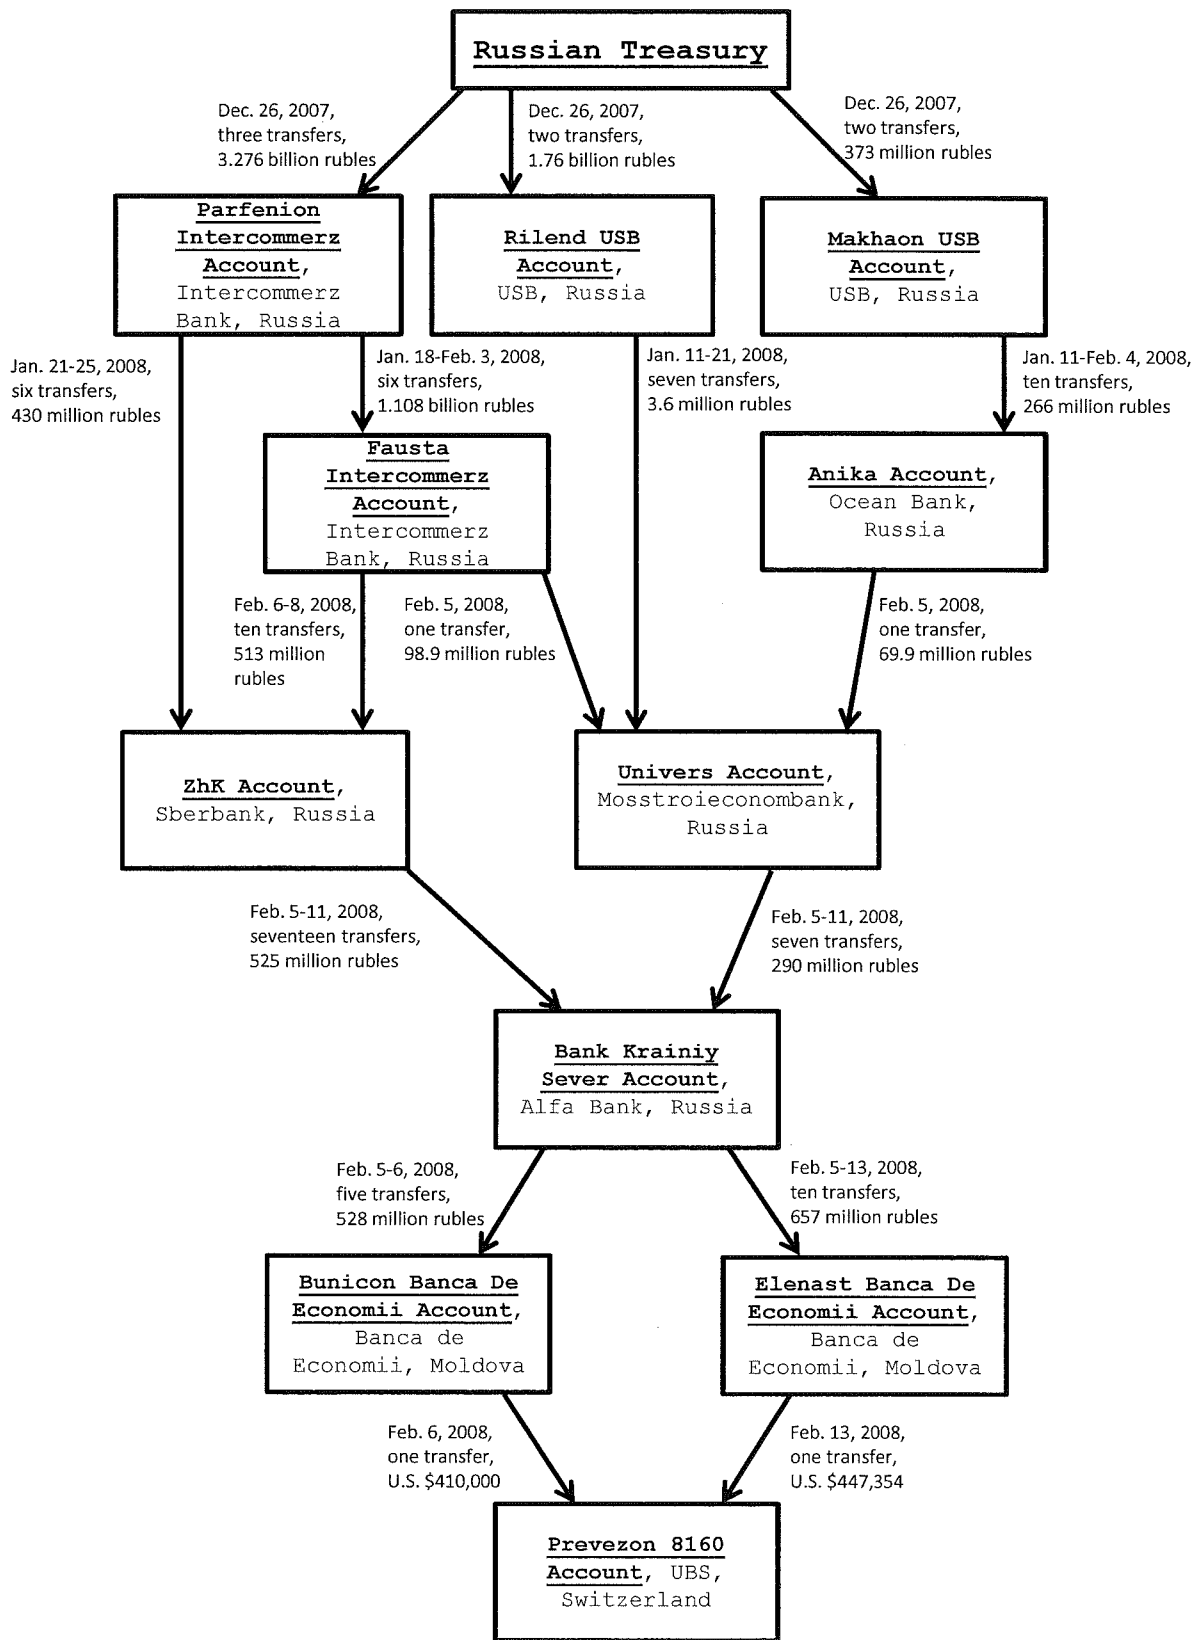 Russian Treasury
Dec. 26, 2007,
three transfers,
3.276 billion rubles
Dec. 26, 2007,
two transfers,
1.76 billion rubles
Dec. 26, 2007,
two transfers,
373 million rubles
Parfenion
Intercommerz
Account,
Intercommerz
Bank, Russia
Rilend USB
Account,
USB, Russia
Makhaon USB
Account,
USB, Russia
Jan. 21-25, 2008,
six transfers,
430 million rubles
Jan. 18-Feb. 3, 2008,
six transfers,
1.108 billion rubles
Jan. 11-21, 2008,
seven transfers,
3.6 million rubles
Jan. 11-Feb. 4, 2008,
ten transfers,
266 million rubles
Fausta
Intercommerz
Account,
Intercommerz
Bank, Russia
Anika Account,
Ocean Bank,
Russia
Feb. 6-8, 2008,
ten transfers,
513 million
rubles
Feb. 5, 2008,
one transfer,
98.9 million rubles
Feb. 5, 2008,
one transfer,
69.9 million rubles
ZhK Account,
Sberbank, Russia
Univers Account,
Mosstroieconombank,
Russia
Feb. 5-11, 2008,
seventeen transfers,
525 million rubles
Feb. 5-11, 2008,
seven transfers,
290 million rubles
Bank Krainiy
Sever Account,
Alfa Bank, Russia
Feb. 5-6, 2008,
five transfers,
528 million rubles
Feb. 5-13, 2008,
ten transfers,
657 million rubles
Bunicon Banca De
Economii Account,
Banca de
Economii, Moldova
Elenast Banca De
Economii Account,
Banca de
Economii, Moldova
Feb. 6, 2008,
one transfer,
U.S. $410,000
Feb. 13, 2008,
one transfer,
U.S. $447,354
Prevezon 8160
Account, UBS,
Switzerland